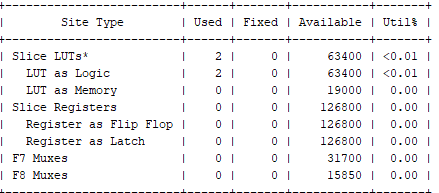 +-------------------------+------+-------+-----------+-------+
|        Site Type        | Used | Fixed | Available | Util% |
+-------------------------+------+-------+-----------+-------+
| Slice LUTs*             |    2 |     0 |     63400 | <0.01 |
|   LUT as Logic          |    2 |     0 |     63400 | <0.01 |
|   LUT as Memory         |    0 |     0 |     19000 |  0.00 |
| Slice Registers         |    0 |     0 |    126800 |  0.00 |
|   Register as Flip Flop |    0 |     0 |    126800 |  0.00 |
|   Register as Latch     |    0 |     0 |    126800 |  0.00 |
| F7 Muxes                |    0 |     0 |     31700 |  0.00 |
| F8 Muxes                |    0 |     0 |     15850 |  0.00 |
+-------------------------+------+-------+-----------+-------+